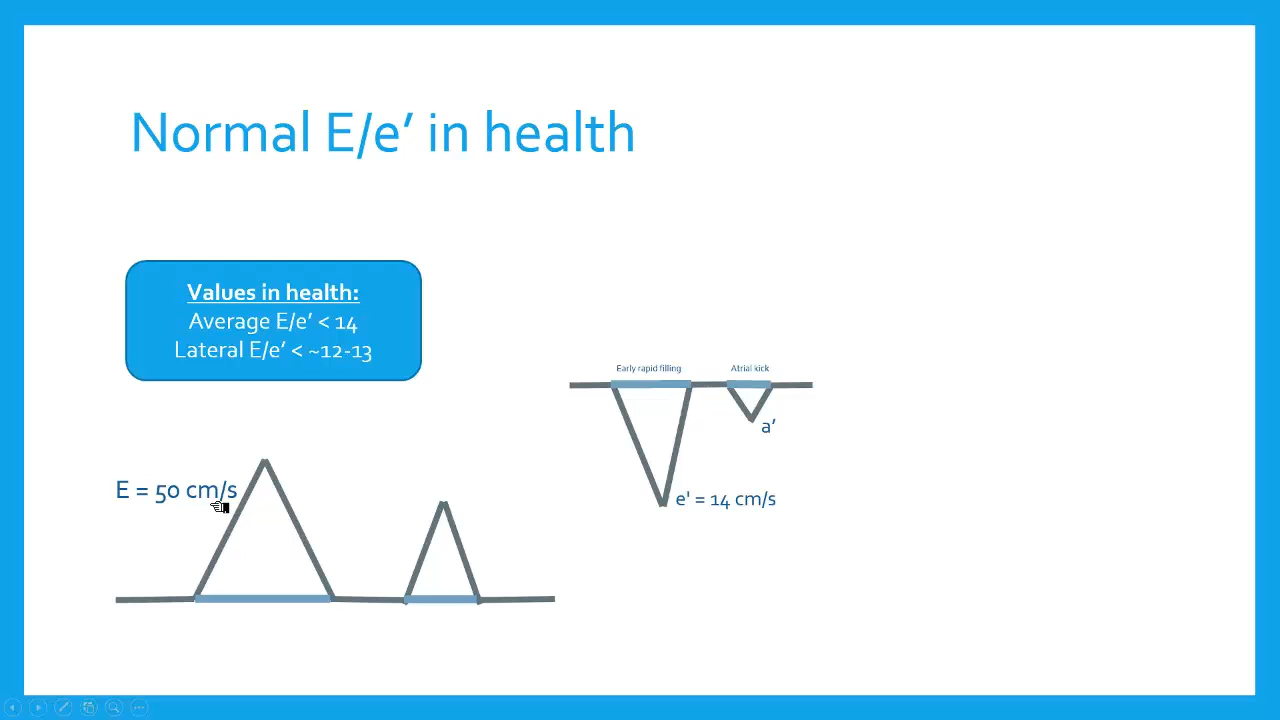 Normal E/e’ in health
Values in health:
Average E/e’ < 14
Lateral E/e’ < ~12-13
Early rapid filling
Atrial kick
a’
E = 50 cm/s
e' = 14 cm/s